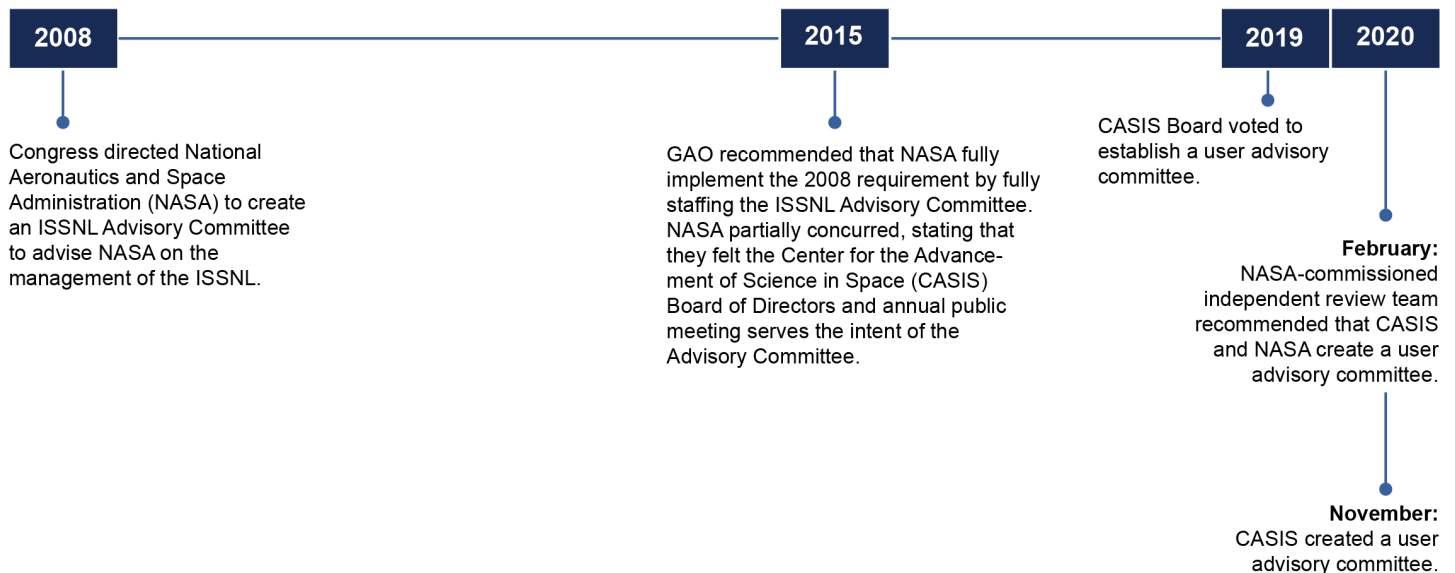 2008
2015
2019
2020
Congress directed National
Aeronautics and Space
Administration (NASA) to create
an ISSNL Advisory Committee
to advise NASA on the
management of the ISSNL.
GAO recommended that NASA fully
implement the 2008 requirement by fully
staffing the ISSNL Advisory Committee.
NASA partially concurred, stating that
they felt the Center for the Advance-
ment of Science in Space (CASIS)
Board of Directors and annual public
meeting serves the intent of the
Advisory Committee.
CASIS Board voted to
establish a user advisory
committee.
February:
NASA-commissioned
independent review team
recommended that CASIS
and NASA create a user
advisory committee.
November:
CASIS created a user
advisory committee.